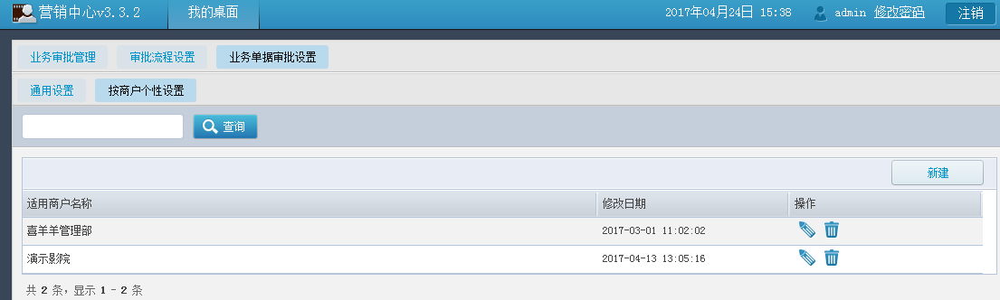 营销中心v3.3.2 我的桌面 2017年04月24日 15:38 admin 修改密码 注销
业务审批管理 审批流程设置 业务单据审批设置
通用设置 按商户个性设置
查询
新建
适用商户名称 修改日期 操作
喜羊羊管理部 2017-03-01 11:02:02
演示影院 2017-04-13 13:05:16
共 2 条，显示 1 - 2 条